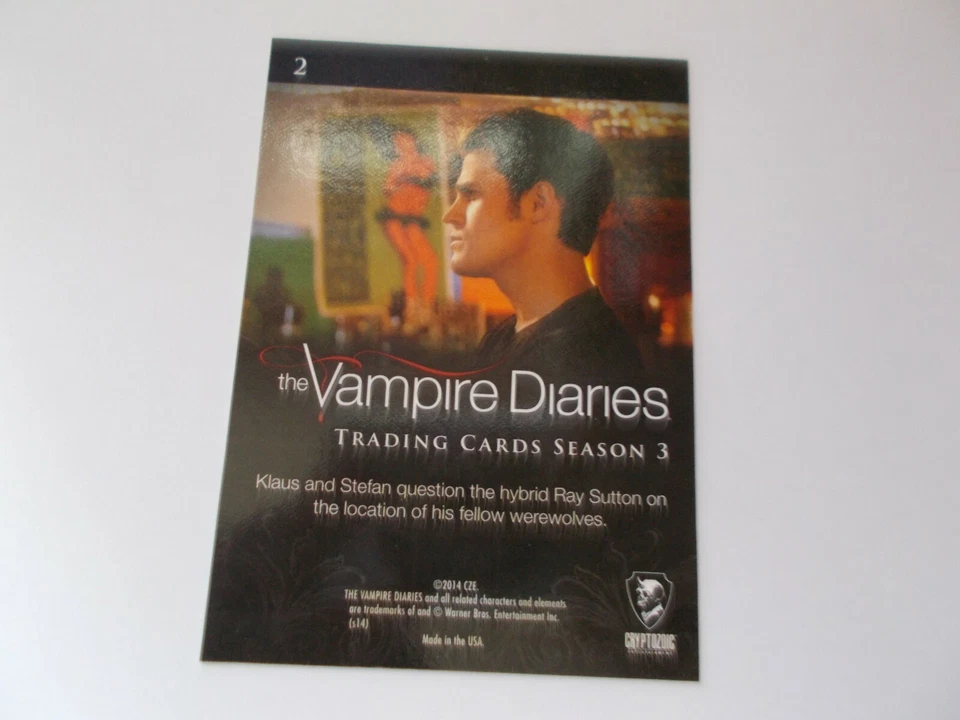 2
the Vampire Diaries
TRADING CARDS SEASON 3
Klaus and Stefan question the hybrid Ray Sutton on
the location of his fellow werewolves.
©2014 CZE.
THE VAMPIRE DIARIES and all related characters and elements
are trademarks of and © Warner Bros. Entertainment Inc.
(s14)
Made in the USA.
CRYPTOZOIC
ENTERTAINMENT